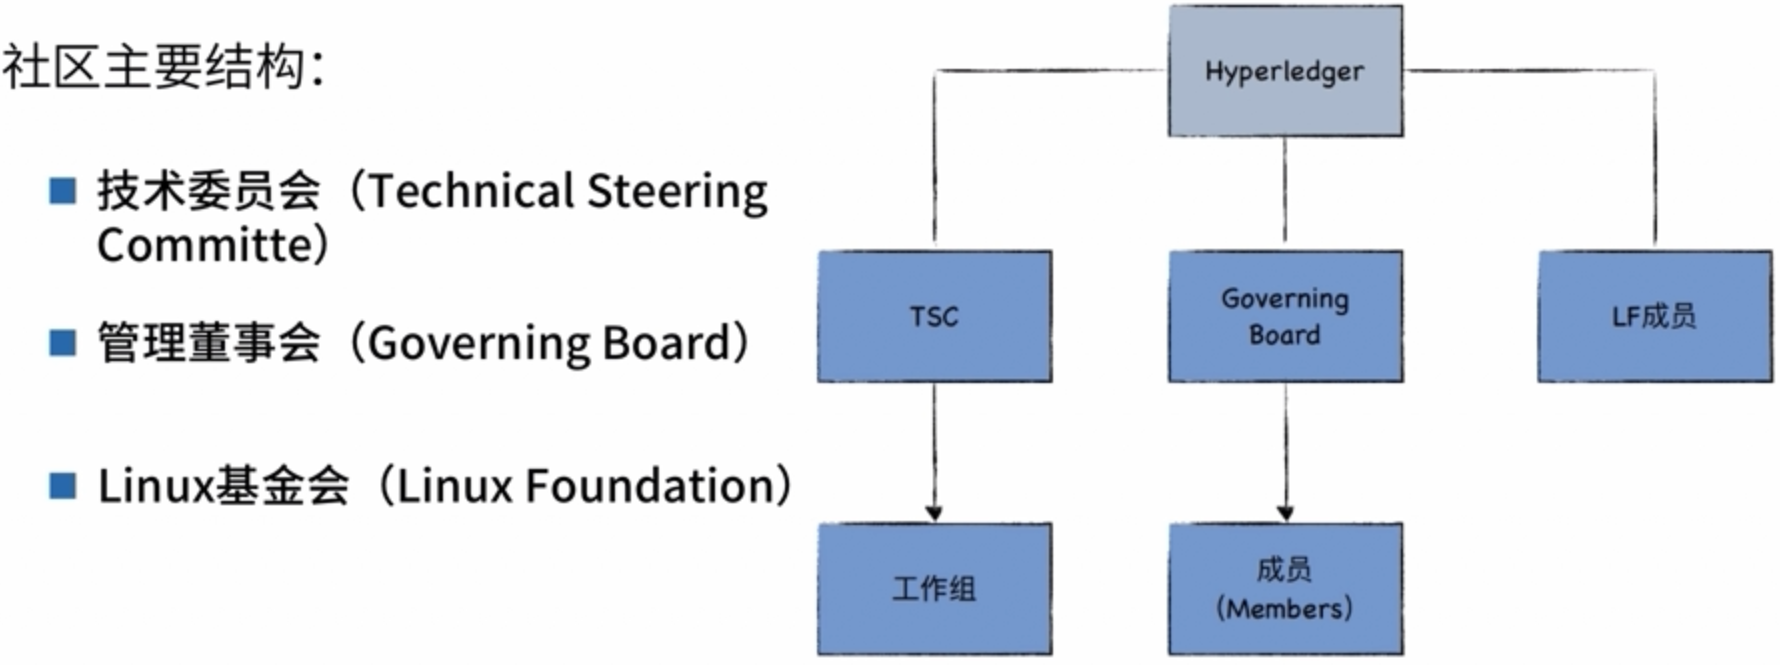 社区主要结构：
技术委员会（Technical Steering
Committe）
管理董事会（Governing Board）
Linux基金会（Linux Foundation）
Hyperledger
TSC
Governing
Board
LF成员
工作组
成员
（Members）